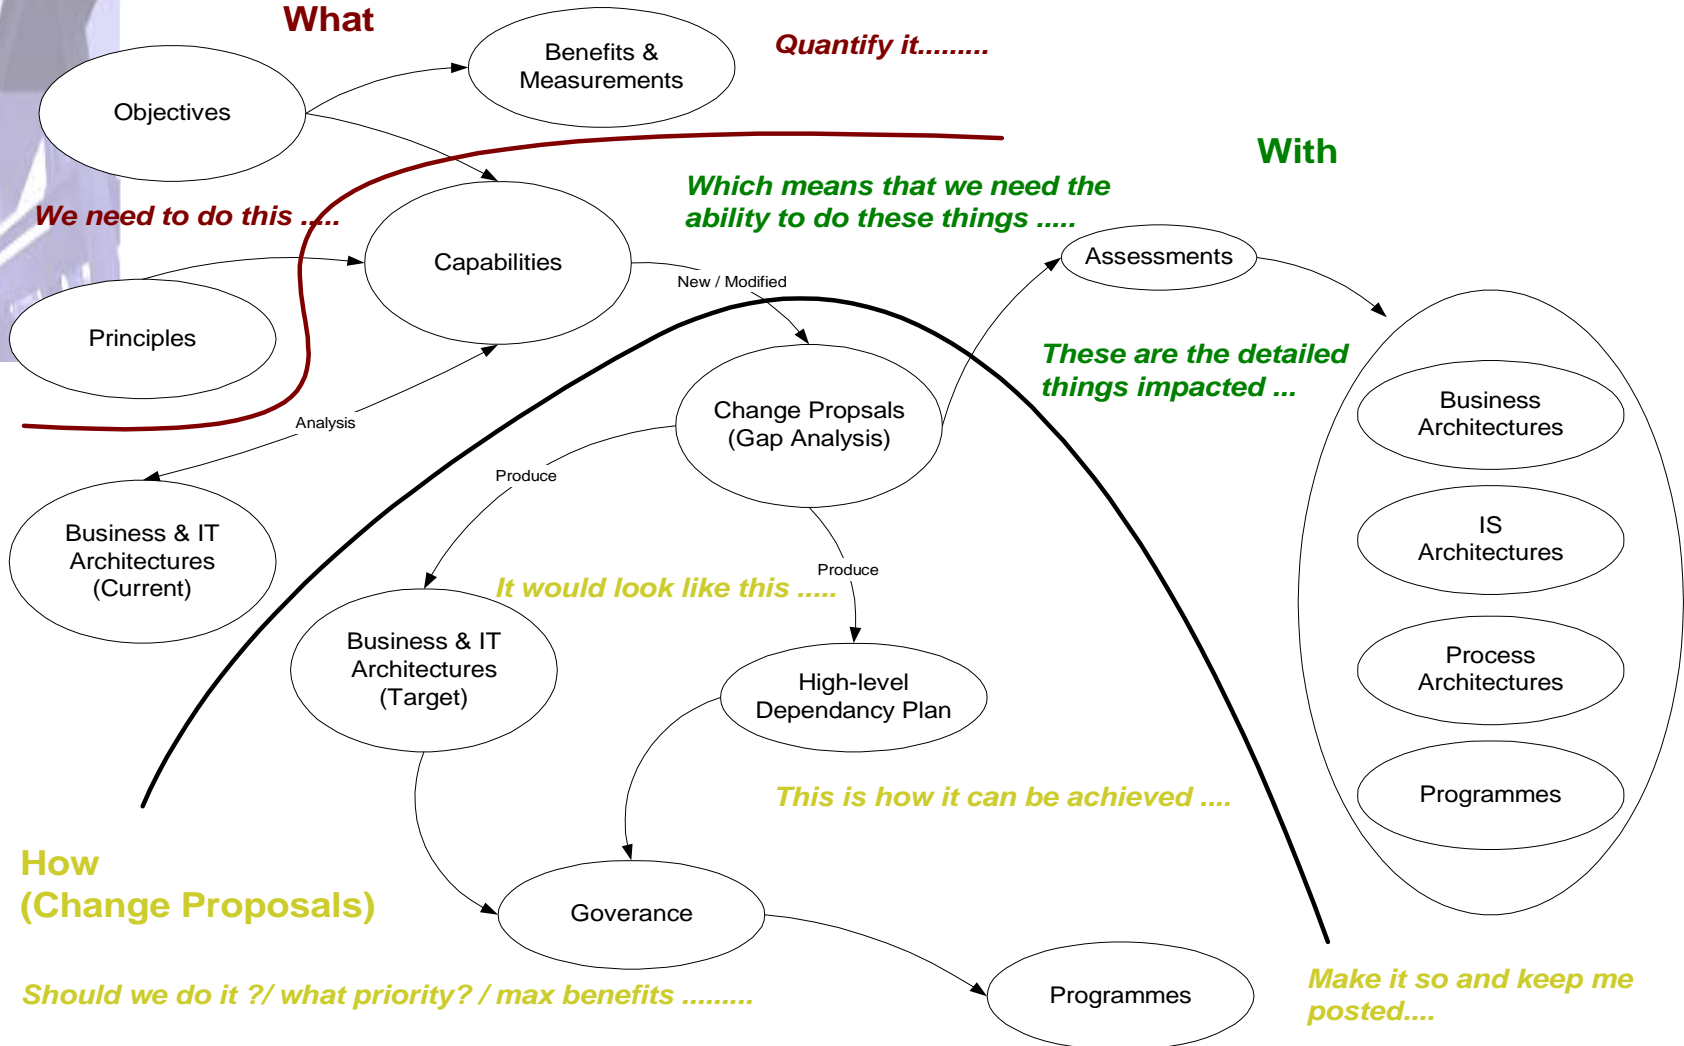 What
Quantify it.........
Benefits &
Measurements
Objectives
With
Which means that we need the
ability to do these things .....
We need to do this .....
Capabilities
Assessments
New / Modified
Principles
These are the detailed
things impacted ...
Business
Architectures
Change Propsals
(Gap Analysis)
Analysis
Produce
IS
Architectures
Business & IT
Architectures
(Current)
It would look like this .....
Produce
Business & IT
Architectures
(Target)
High-level
Dependancy Plan
Process
Architectures
This is how it can be achieved ....
Programmes
How
(Change Proposals)
Goverance
Should we do it ?/ what priority? / max benefits .........
Programmes
Make it so and keep me
posted....